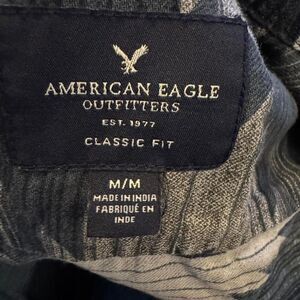 AMERICAN EAGLE
OUTFITTERS
EST. 1977
CLASSIC FIT
M/M
MADE IN INDIA
FABRIQUÉ EN
INDE